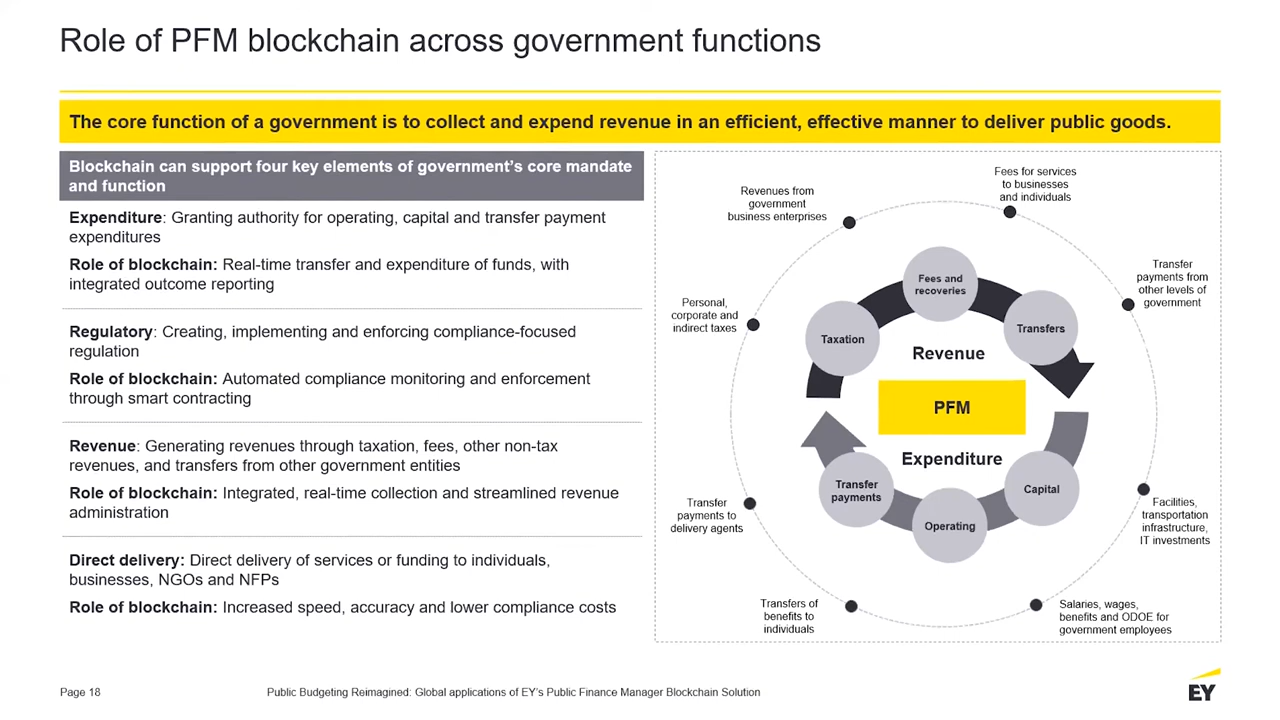 Role of PFM blockchain across government functions
The core function of a government is to collect and expend revenue in an efficient, effective manner to deliver public goods.
Blockchain can support four key elements of government's core mandate
and function
Expenditure: Granting authority for operating, capital and transfer payment
expenditures
Role of blockchain: Real-time transfer and expenditure of funds, with
integrated outcome reporting
Regulatory: Creating, implementing and enforcing compliance-focused
regulation
Role of blockchain: Automated compliance monitoring and enforcement
through smart contracting
Revenue: Generating revenues through taxation, fees, other non-tax
revenues, and transfers from other government entities
Role of blockchain: Integrated, real-time collection and streamlined revenue
administration
Direct delivery: Direct delivery of services or funding to individuals,
businesses, NGOs and NFPs
Role of blockchain: Increased speed, accuracy and lower compliance costs
Revenues from
government
business enterprises
Fees for services
to businesses
and individuals
Personal,
corporate and
indirect taxes
Transfer
payments from
other levels of
government
Taxation
Fees and
recoveries
Transfers
Revenue
PFM
Expenditure
Transfer
payments
Operating
Capital
Transfer
payments to
delivery agents
Facilities,
transportation
infrastructure,
IT investments
Transfers of
benefits to
individuals
Salaries, wages,
benefits and ODOE for
government employees
Page 18
Public Budgeting Reimagined: Global applications of EY's Public Finance Manager Blockchain Solution
EY